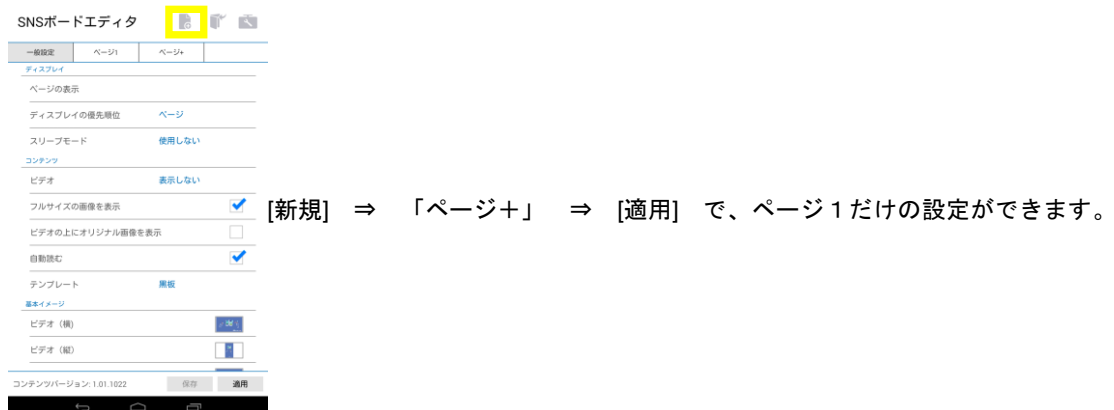 SNSボードエディタ
一般設定 ページ1 ページ+
ディスプレイ
ページの表示
ディスプレイの優先順位 ページ
スリープモード 使用しない
コンテンツ
ビデオ 表示しない
フルサイズの画像を表示
[新規] ⇒ 「ページ＋」 ⇒ [適用] で、ページ１だけの設定ができます。
ビデオの上にオリジナル画像を表示
自動読む
テンプレート 黒板
基本イメージ
ビデオ（横)
ビデオ（縦）
コンテンツバージョン: 1.01.1022 保存 適用